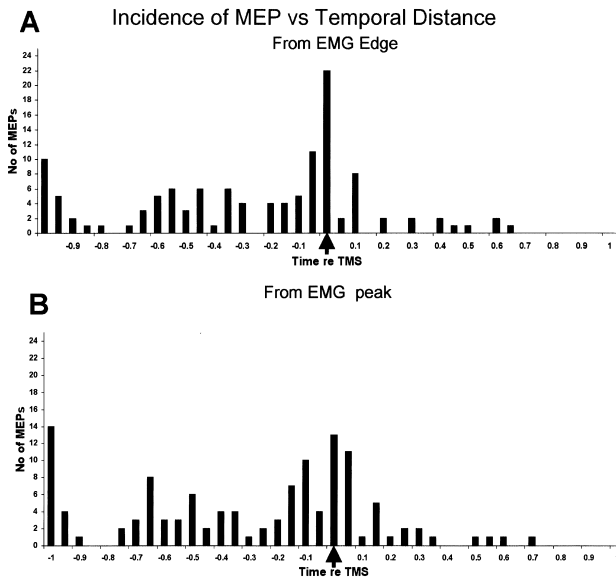 A
Incidence of MEP vs Temporal Distance
From EMG Edge
No of MEPs
24
22
20
18
16
14
12
10
8
6
4
2
0
-0.9 -0.8 -0.7 -0.6 -0.5 -0.4 -0.3 -0.2 -0.1 0 0.1 0.2 0.3 0.4 0.5 0.6 0.7 0.8 0.9 1
Time re TMS
B
From EMG peak
No of MEPs
24
22
20
18
16
14
12
10
8
6
4
2
0
-1 -0.9 -0.8 -0.7 -0.6 -0.5 -0.4 -0.3 -0.2 -0.1 0.1 0.2 0.3 0.4 0.5 0.6 0.7 0.8 0.9
Time re TMS